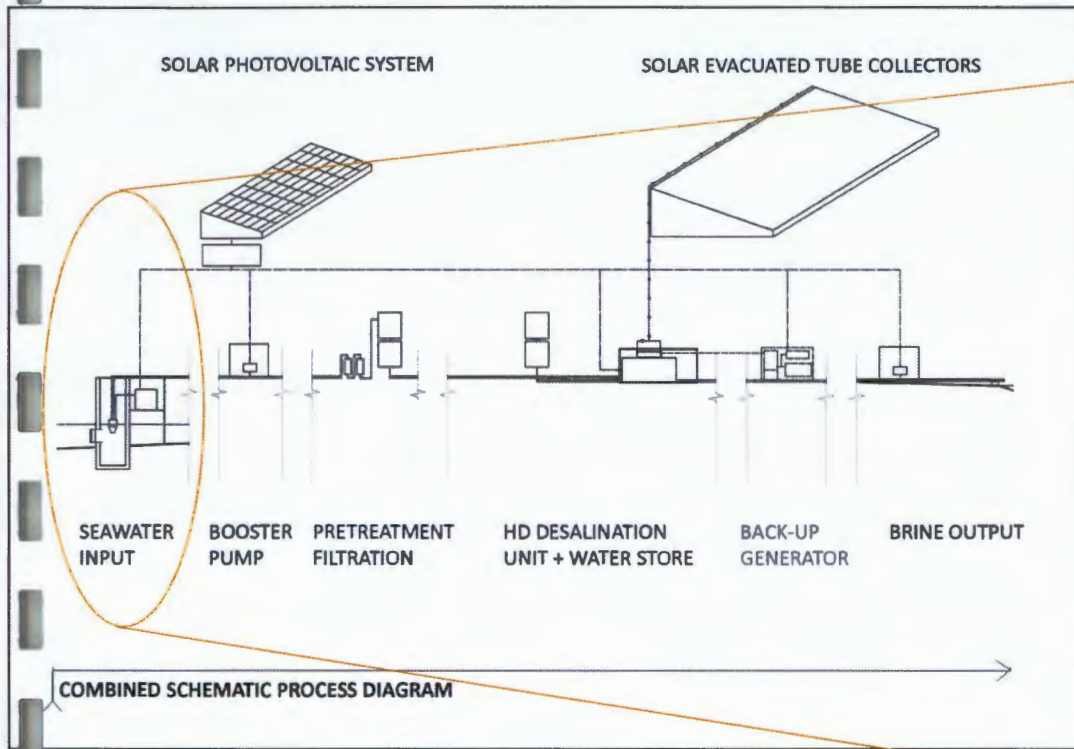 SOLAR PHOTOVOLTAIC SYSTEM
SOLAR EVACUATED TUBE COLLECTORS
SEAWATER
INPUT
BOOSTER
PUMP
PRETREATMENT
FILTRATION
HD DESALINATION
UNIT + WATER STORE
BACK-UP
GENERATOR
BRINE OUTPUT
COMBINED SCHEMATIC PROCESS DIAGRAM